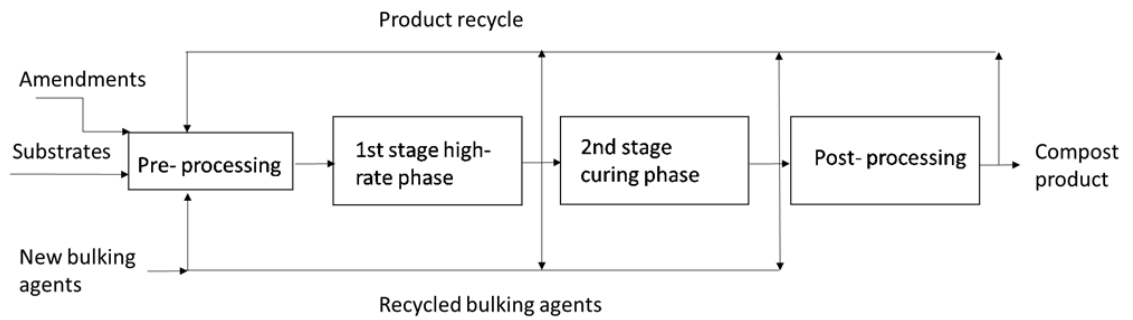 Product recycle
Amendments
Substrates
Pre- processing
1st stage high-
rate phase
2nd stage
curing phase
Post- processing
Compost
product
New bulking
agents
Recycled bulking agents